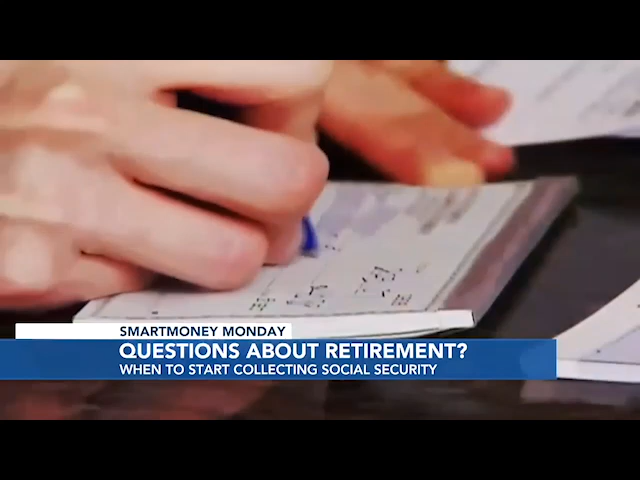 SMARTMONEY MONDAY
QUESTIONS ABOUT RETIREMENT?
WHEN TO START COLLECTING SOCIAL SECURITY